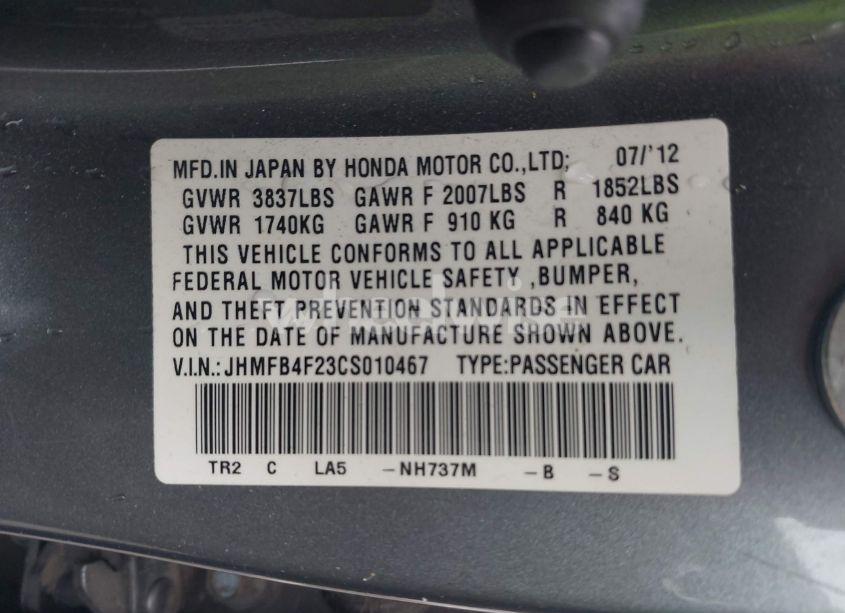 MFD.IN JAPAN BY HONDA MOTOR CO.,LTD; 07/'12
GVWR 3837LBS GAWR F 2007LBS R 1852LBS
GVWR 1740KG GAWR F 910 KG R 840 KG
THIS VEHICLE CONFORMS TO ALL APPLICABLE
FEDERAL MOTOR VEHICLE SAFETY ,BUMPER,
AND THEFT PREVENTION STANDARDS IN EFFECT
ON THE DATE OF MANUFACTURE SHOWN ABOVE.
V.I.N.:JHMFB4F23CS010467 TYPE:PASSENGER CAR
TR2 C LA5 -NH737M -B -S